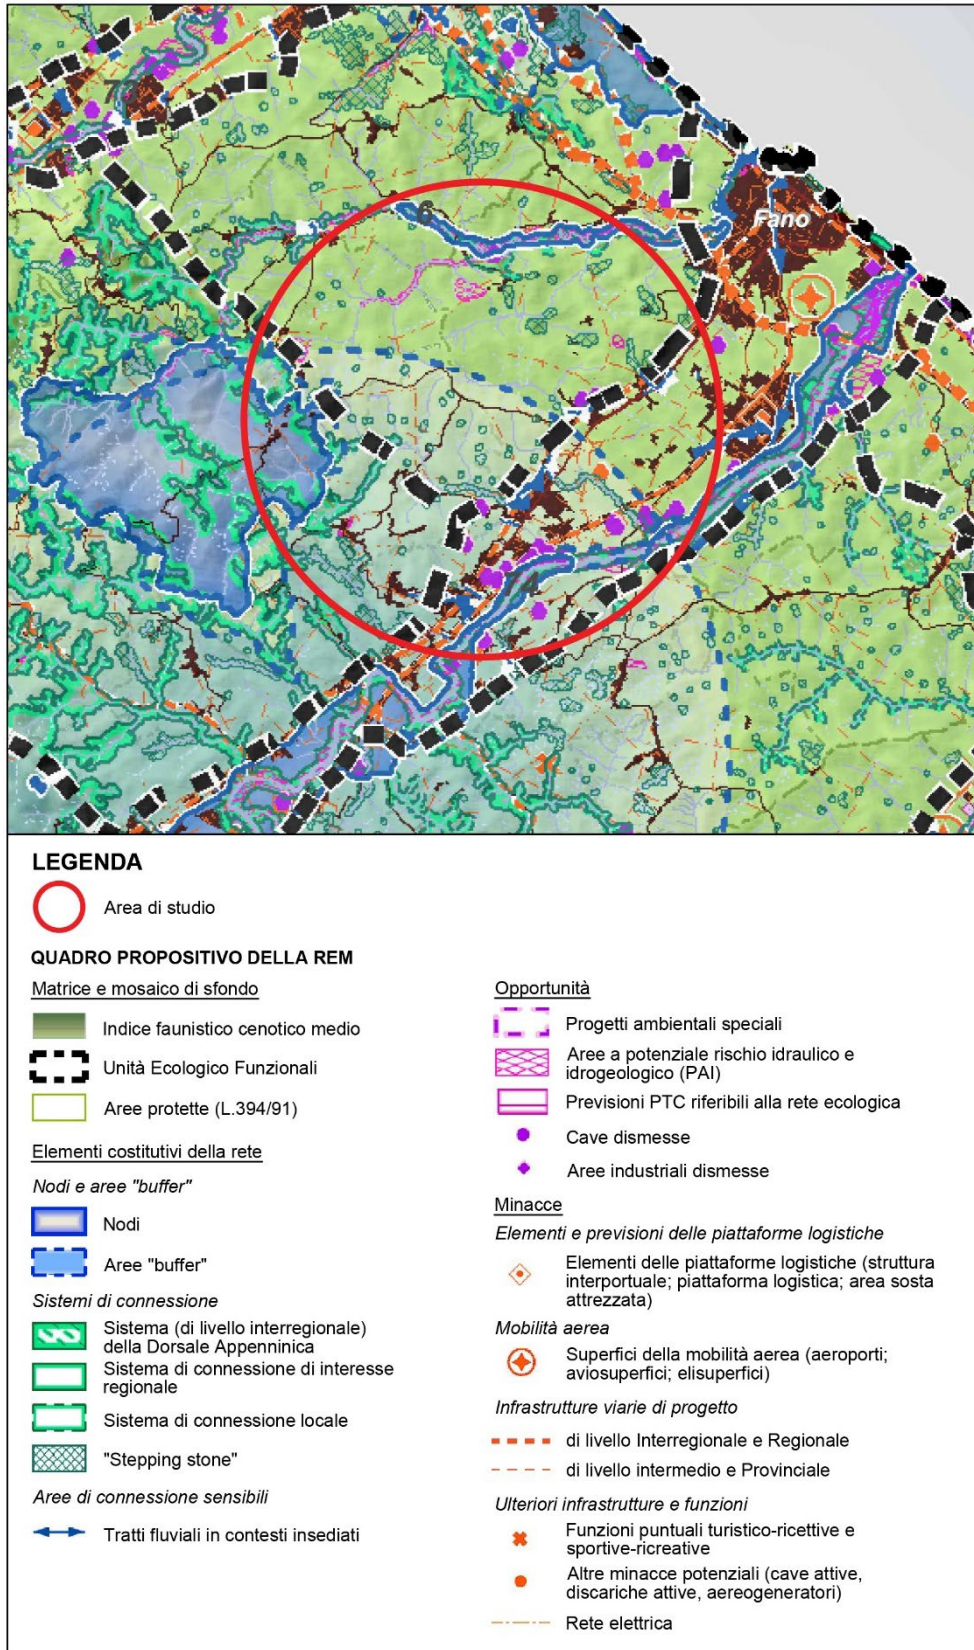 6
Fano
LEGENDA
Area di studio
QUADRO PROPOSITIVO DELLA REM
Matrice e mosaico di sfondo
Indice faunistico cenotico medio
Unità Ecologico Funzionali
Aree protette (L.394/91)
Elementi costitutivi della rete
Nodi e aree "buffer"
Nodi
Aree "buffer"
Sistemi di connessione
Sistema (di livello interregionale)
della Dorsale Appenninica
Sistema di connessione di interesse
regionale
Sistema di connessione locale
"Stepping stone"
Aree di connessione sensibili
Tratti fluviali in contesti insediati
Opportunità
Progetti ambientali speciali
Aree a potenziale rischio idraulico e
idrogeologico (PAI)
Previsioni PTC riferibili alla rete ecologica
Cave dismesse
Aree industriali dismesse
Minacce
Elementi e previsioni delle piattaforme logistiche
Elementi delle piattaforme logistiche (struttura
interportuale; piattaforma logistica; area sosta
attrezzata)
Mobilità aerea
Superfici della mobilità aerea (aeroporti;
aviosuperfici; elisuperfici)
Infrastrutture viarie di progetto
di livello Interregionale e Regionale
di livello intermedio e Provinciale
Ulteriori infrastrutture e funzioni
Funzioni puntuali turistico-ricettive e
sportive-ricreative
Altre minacce potenziali (cave attive,
discariche attive, aereogeneratori)
Rete elettrica